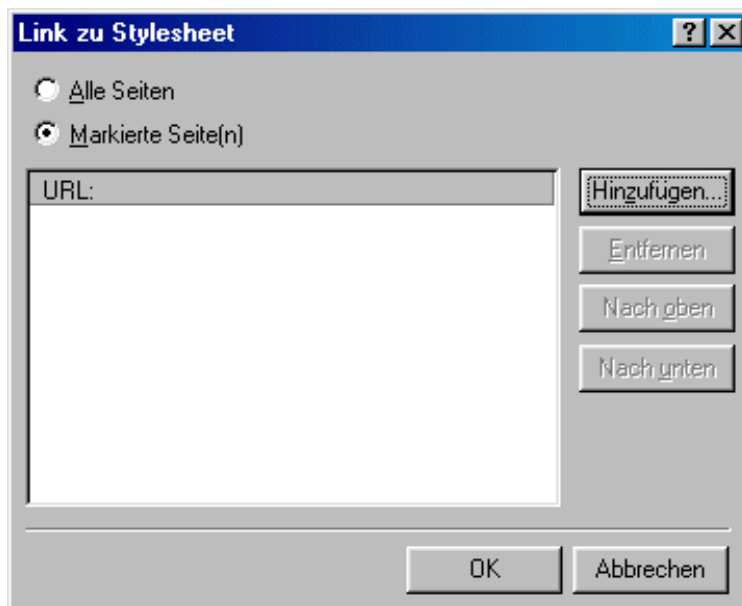 Link zu Stylesheet
Alle Seiten
Markierte Seite(n)
URL:
Hinzufügen...
Entfernen
Nach oben
Nach unten
OK
Abbrechen